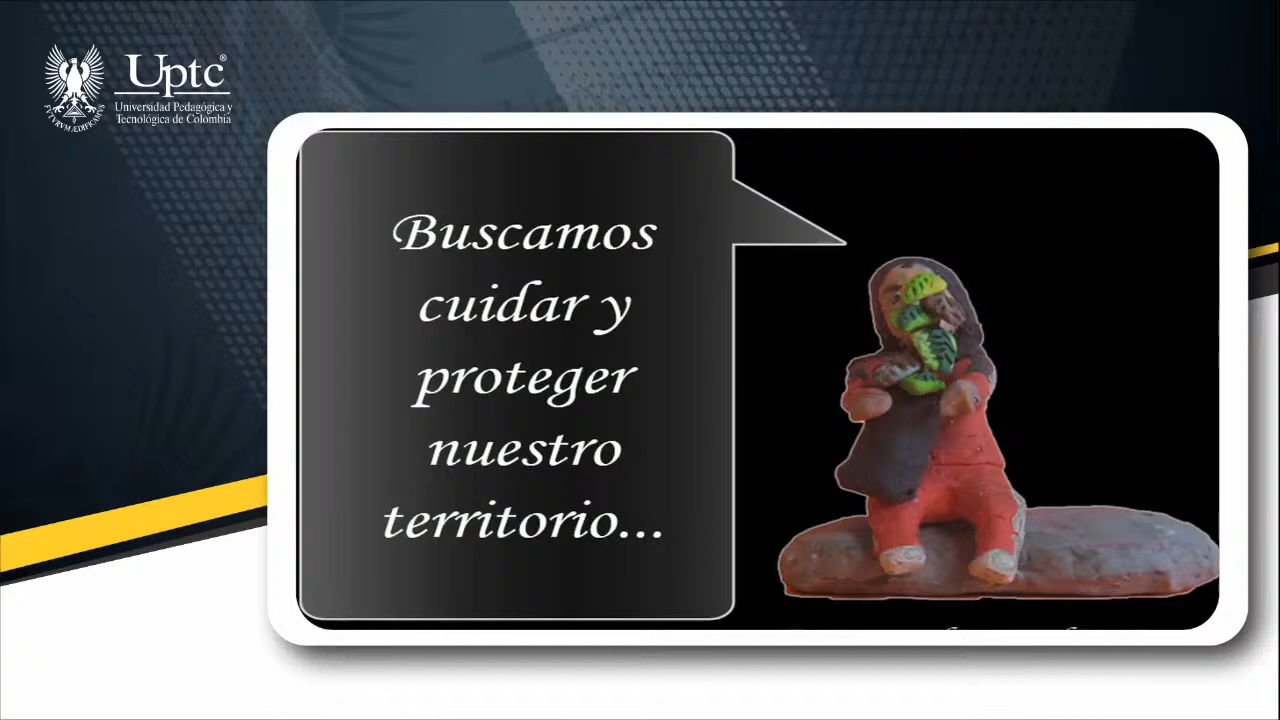 Uptc®
Universidad Pedagógica y
Tecnológica de Colombia
Buscamos
cuidar y
proteger
nuestro
territorio...